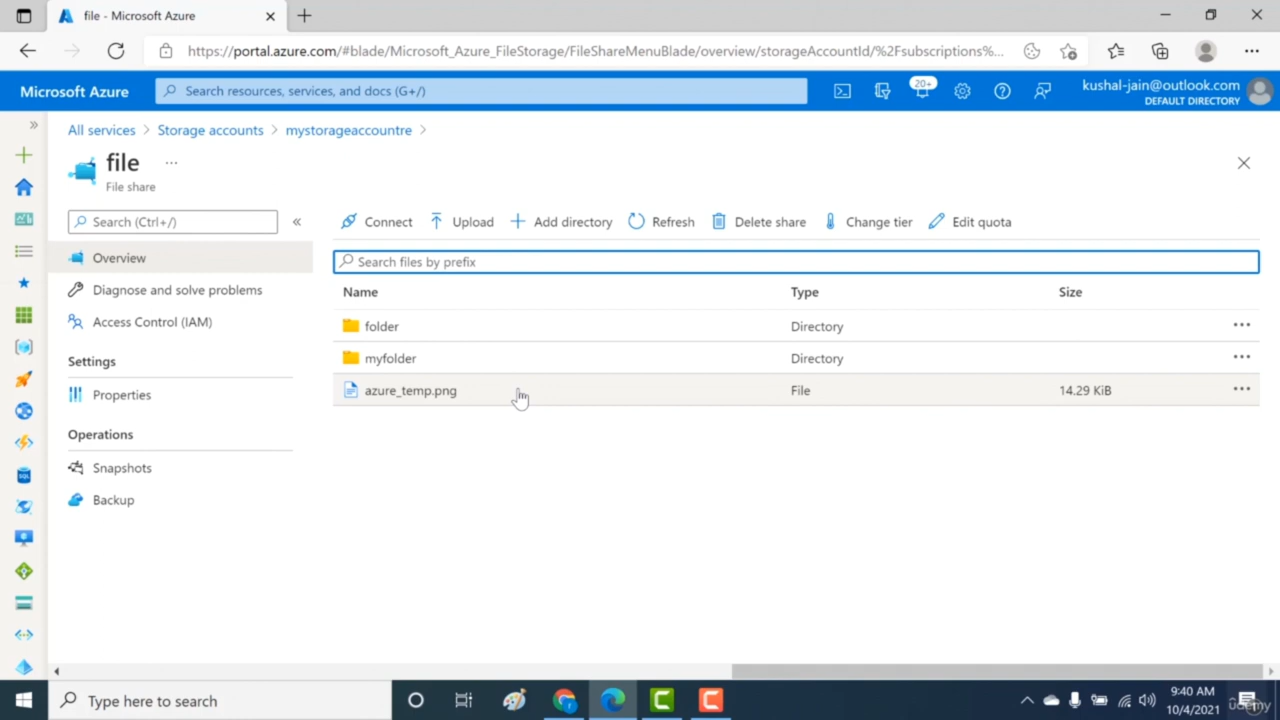 file - Microsoft Azure
https://portal.azure.com/#blade/Microsoft_Azure_FileStorage/FileShareMenuBlade/overview/storageAccountId/%2Fsubscriptions%...
Microsoft Azure
Search resources, services, and docs (G+/)
20+
kushal-jain@outlook.com
DEFAULT DIRECTORY
All services > Storage accounts > mystorageaccountre >
file ...
File share
Search (Ctrl+/)
Connect Upload Add directory Refresh Delete share Change tier Edit quota
Overview
Search files by prefix
Diagnose and solve problems
Access Control (IAM)
Settings
Properties
Operations
Snapshots
Backup
Name Type Size
folder Directory
myfolder Directory
azure_temp.png File 14.29 KiB
Type here to search
9:40 AM
10/4/2021
udemy